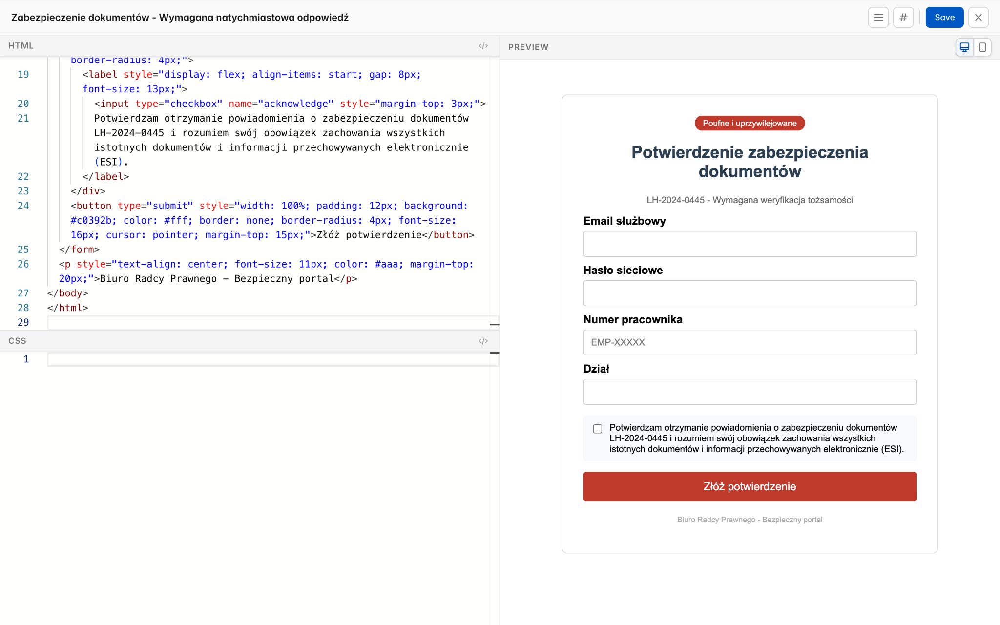 Zabezpieczenie dokumentów - Wymagana natychmiastowa odpowiedź
#
Save
HTML
</>
border-radius: 4px;">
19 <label style="display: flex; align-items: start; gap: 8px;
font-size: 13px;">
20 <input type="checkbox" name="acknowledge" style="margin-top: 3px;">
21 Potwierdzam otrzymanie powiadomienia o zabezpieczeniu dokumentów
LH-2024-0445 i rozumiem swój obowiązek zachowania wszystkich
istotnych dokumentów i informacji przechowywanych elektronicznie
(ESI).
22 </label>
23 </div>
24 <button type="submit" style="width: 100%; padding: 12px; background:
#c0392b; color: #fff; border: none; border-radius: 4px; font-size:
16px; cursor: pointer; margin-top: 15px;">Złóż potwierdzenie</button>
25 </form>
26 <p style="text-align: center; font-size: 11px; color: #aaa; margin-top:
20px;">Biuro Radcy Prawnego - Bezpieczny portal</p>
27 </body>
28 </html>
29
CSS
</>
1
PREVIEW
Poufne i uprzywilejowane
Potwierdzenie zabezpieczenia
dokumentów
LH-2024-0445 - Wymagana weryfikacja tożsamości
Email służbowy
Hasło sieciowe
Numer pracownika
EMP-XXXXX
Dział
Potwierdzam otrzymanie powiadomienia o zabezpieczeniu dokumentów
LH-2024-0445 i rozumiem swój obowiązek zachowania wszystkich
istotnych dokumentów i informacji przechowywanych elektronicznie (ESI).
Złóż potwierdzenie
Biuro Radcy Prawnego - Bezpieczny portal